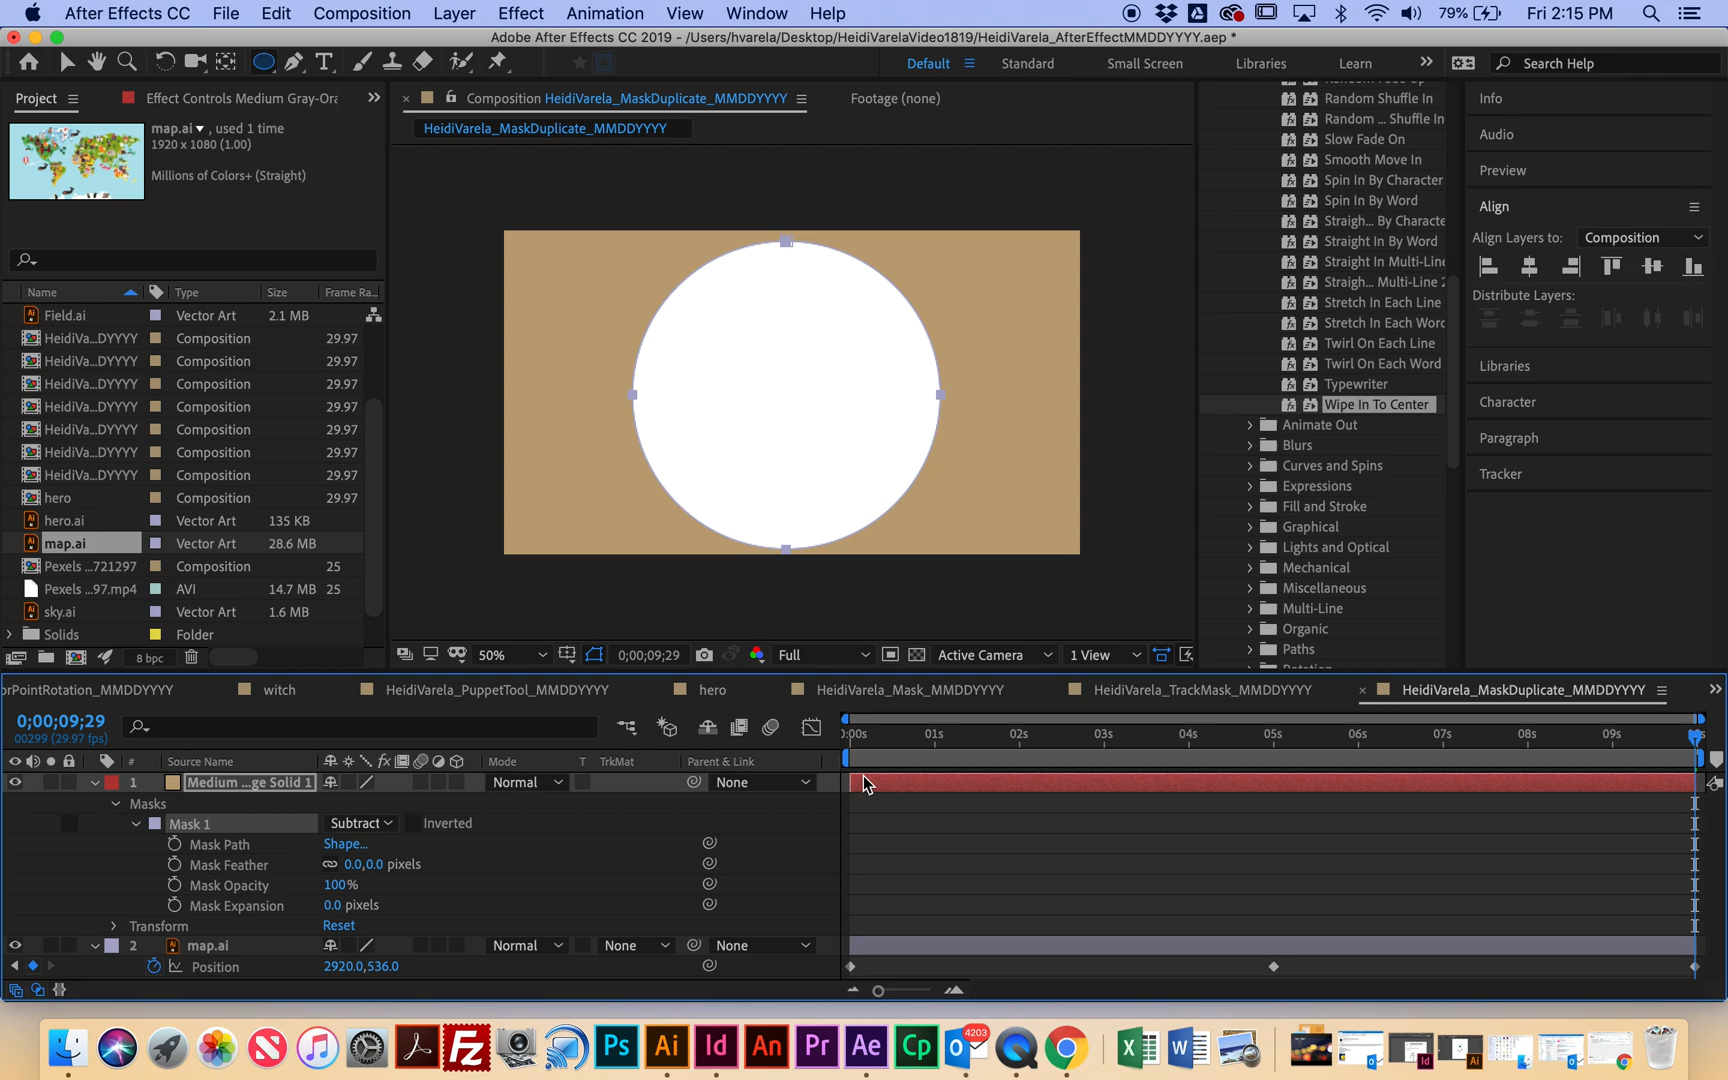 After Effects CC File Edit Composition Layer Effect Animation View Window Help 79% Fri 2:15 PM
Adobe After Effects CC 2019 - /Users/hvarela/Desktop/HeidiVarelaVideo1819/HeidiVarela_AfterEffectMMDDYYYY.aep *
Default Standard Small Screen Libraries Learn Search Help
Project Effect Controls Medium Gray-Ora
Composition HeidiVarela_MaskDuplicate_MMDDYYYY Footage (none)
HeidiVarela_MaskDuplicate_MMDDYYYY
map.ai , used 1 time
1920 x 1080 (1.00)
Millions of Colors+ (Straight)
Name Type Size Frame Ra...
Field.ai Vector Art 2.1 MB
HeidiVa...DYYYY Composition 29.97
HeidiVa...DYYYY Composition 29.97
HeidiVa...DYYYY Composition 29.97
HeidiVa...DYYYY Composition 29.97
HeidiVa...DYYYY Composition 29.97
HeidiVa...DYYYY Composition 29.97
HeidiVa...DYYYY Composition 29.97
hero Composition 29.97
hero.ai Vector Art 135 KB
map.ai Vector Art 28.6 MB
Pexels ...721297 Composition 25
Pexels ...97.mp4 AVI 14.7 MB 25
sky.ai Vector Art 1.6 MB
Solids Folder
8 bpc
50% 0;00;09;29 Full Active Camera 1 View
Random Shuffle In
Random ... Shuffle In
Slow Fade On
Smooth Move In
Spin In By Character
Spin In By Word
Straigh... By Characte
Straight In By Word
Straight In Multi-Line
Straigh... Multi-Line 2
Stretch In Each Line
Stretch In Each Word
Twirl On Each Line
Twirl On Each Word
Typewriter
Wipe In To Center
Animate Out
Blurs
Curves and Spins
Expressions
Fill and Stroke
Graphical
Lights and Optical
Mechanical
Miscellaneous
Multi-Line
Organic
Paths
Info
Audio
Preview
Align
Align Layers to: Composition
Distribute Layers:
Libraries
Character
Paragraph
Tracker
orPointRotation_MMDDYYYY witch HeidiVarela_PuppetTool_MMDDYYYY hero HeidiVarela_Mask_MMDDYYYY HeidiVarela_TrackMask_MMDDYYYY HeidiVarela_MaskDuplicate_MMDDYYYY
0;00;09;29
00299 (29.97 fps)
):00s 01s 02s 03s 04s 05s 06s 07s 08s 09s
# Source Name Mode T TrkMat Parent & Link
1 Medium ...ge Solid 1 Normal None
Masks
Mask 1 Subtract Inverted
Mask Path Shape...
Mask Feather 0.0,0.0 pixels
Mask Opacity 100%
Mask Expansion 0.0 pixels
Transform Reset
2 map.ai Normal None None
Position 2920.0,536.0
Ps Ai Id An Pr Ae Cp 4203